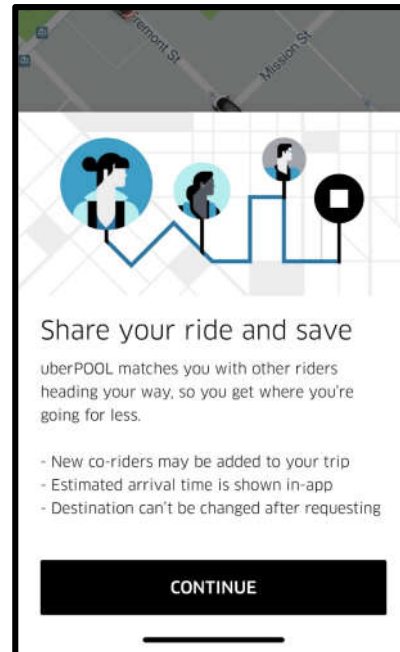 Fremont St
Mission St
Share your ride and save
uberPOOL matches you with other riders
heading your way, so you get where you're
going for less.
- New co-riders may be added to your trip
- Estimated arrival time is shown in-app
- Destination can't be changed after requesting
CONTINUE